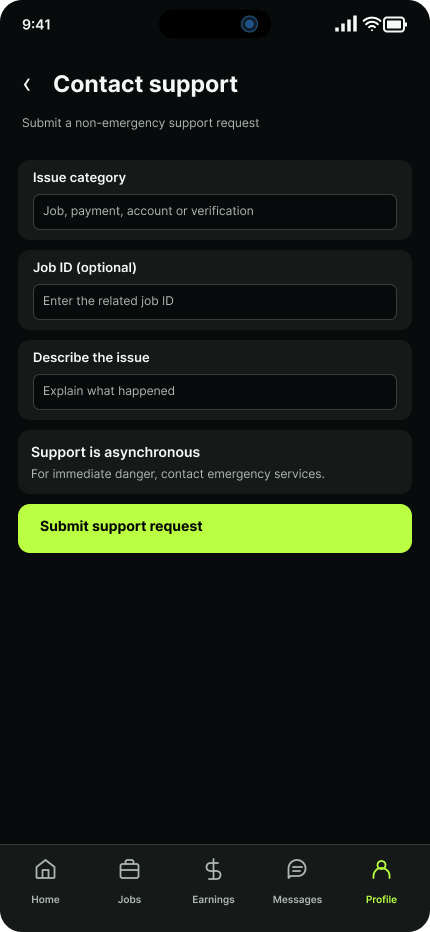 9:41
Contact support
Submit a non-emergency support request
Issue category
Job, payment, account or verification
Job ID (optional)
Enter the related job ID
Describe the issue
Explain what happened
Support is asynchronous
For immediate danger, contact emergency services.
Submit support request
Home Jobs Earnings Messages Profile